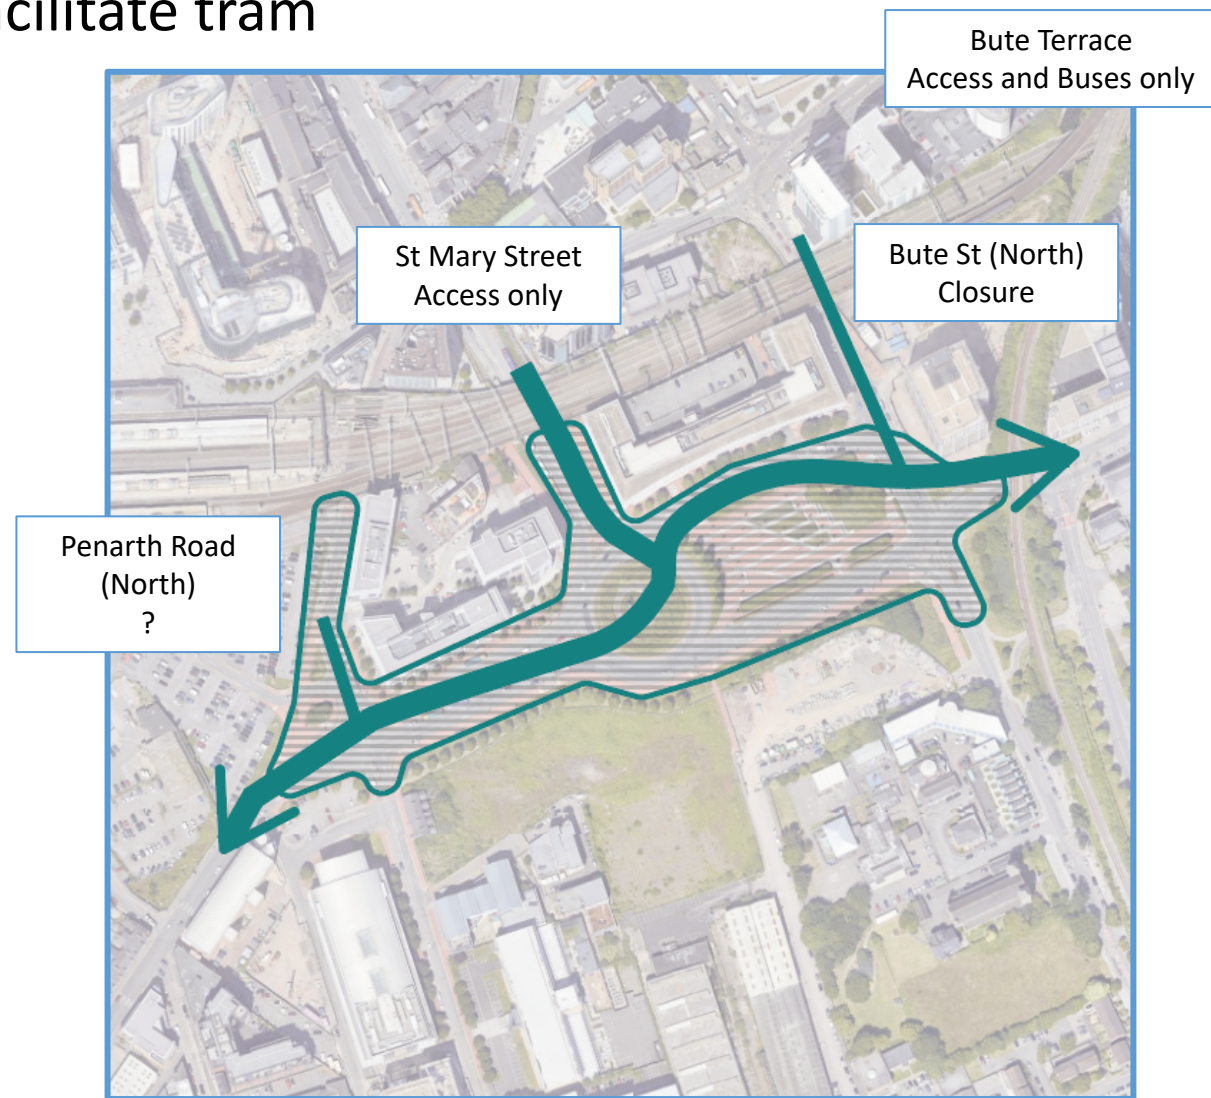 cilitate tram
Bute Terrace
Access and Buses only
St Mary Street
Access only
Bute St (North)
Closure
Penarth Road
(North)
?